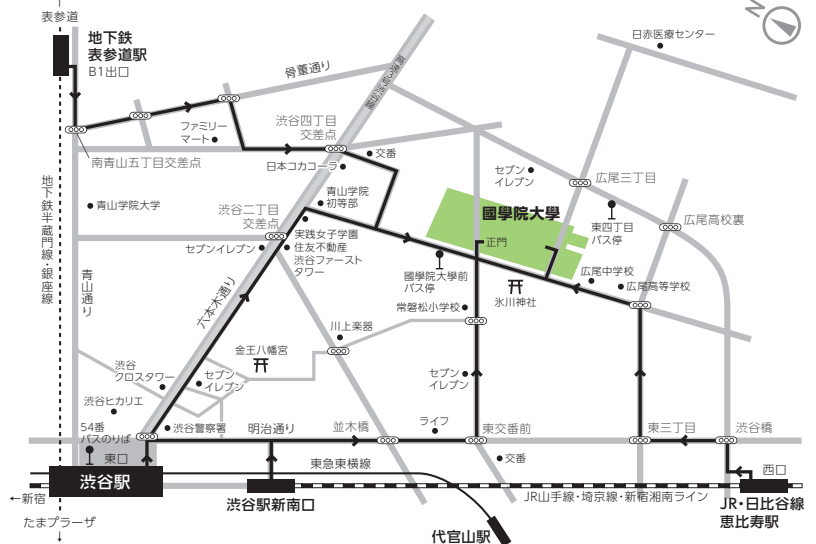 表参道
地下鉄
表参道駅
B1出口
N
日赤医療センター
骨董通り
高速3号渋谷線
ファミリー
マート
渋谷四丁目
交差点
交番
南青山五丁目交差点
日本コカコーラ
セブン
イレブン
広尾三丁目
青山学院
初等部
青山学院大学
國學院大學
東四丁目
バス停
広尾高校裏
渋谷二丁目
交差点
実践女子学園
住友不動産
渋谷ファースト
タワー
正門
セブンイレブン
地下鉄半蔵門線・銀座線
青山通り
六本木通り
國學院大學前
バス停
広尾中学校
広尾高等学校
氷川神社
常磐松小学校
川上楽器
金王八幡宮
渋谷
クロスタワー
セブン
イレブン
セブン
イレブン
渋谷ヒカリエ
54番
バスのりば
渋谷警察署
明治通り
並木橋
ライフ
東交番前
東三丁目
渋谷橋
東口
交番
東急東横線
西口
渋谷駅
←新宿
渋谷駅新南口
JR山手線・埼京線・新宿湘南ライン
JR・日比谷線
恵比寿駅
たまプラーザ
代官山駅